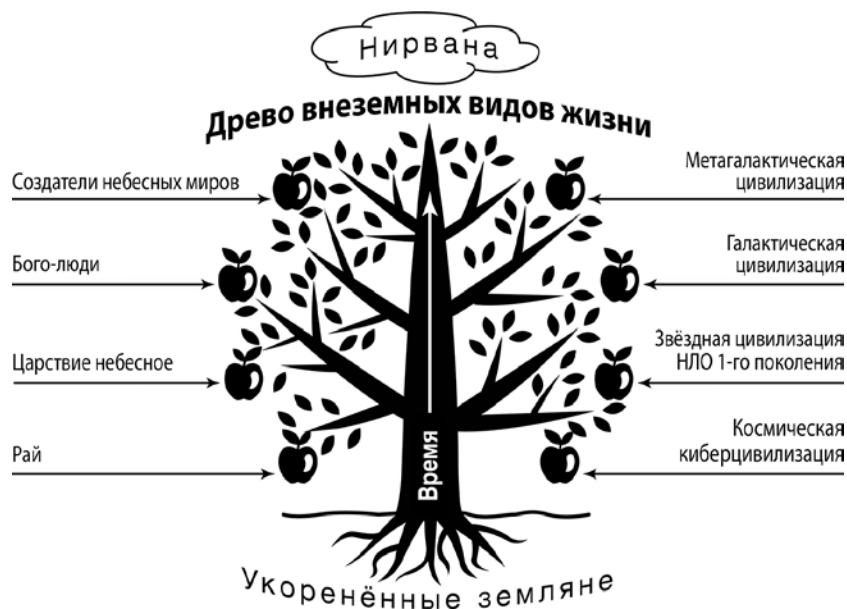 Нирвана
Древо внеземных видов жизни
Создатели небесных миров
Бого-люди
Царствие небесное
Рай
Метагалактическая
цивилизация
Галактическая
цивилизация
Звёздная цивилизация
НЛО 1-го поколения
Космическая
киберцивилизация
Время
Укоренённые земляне